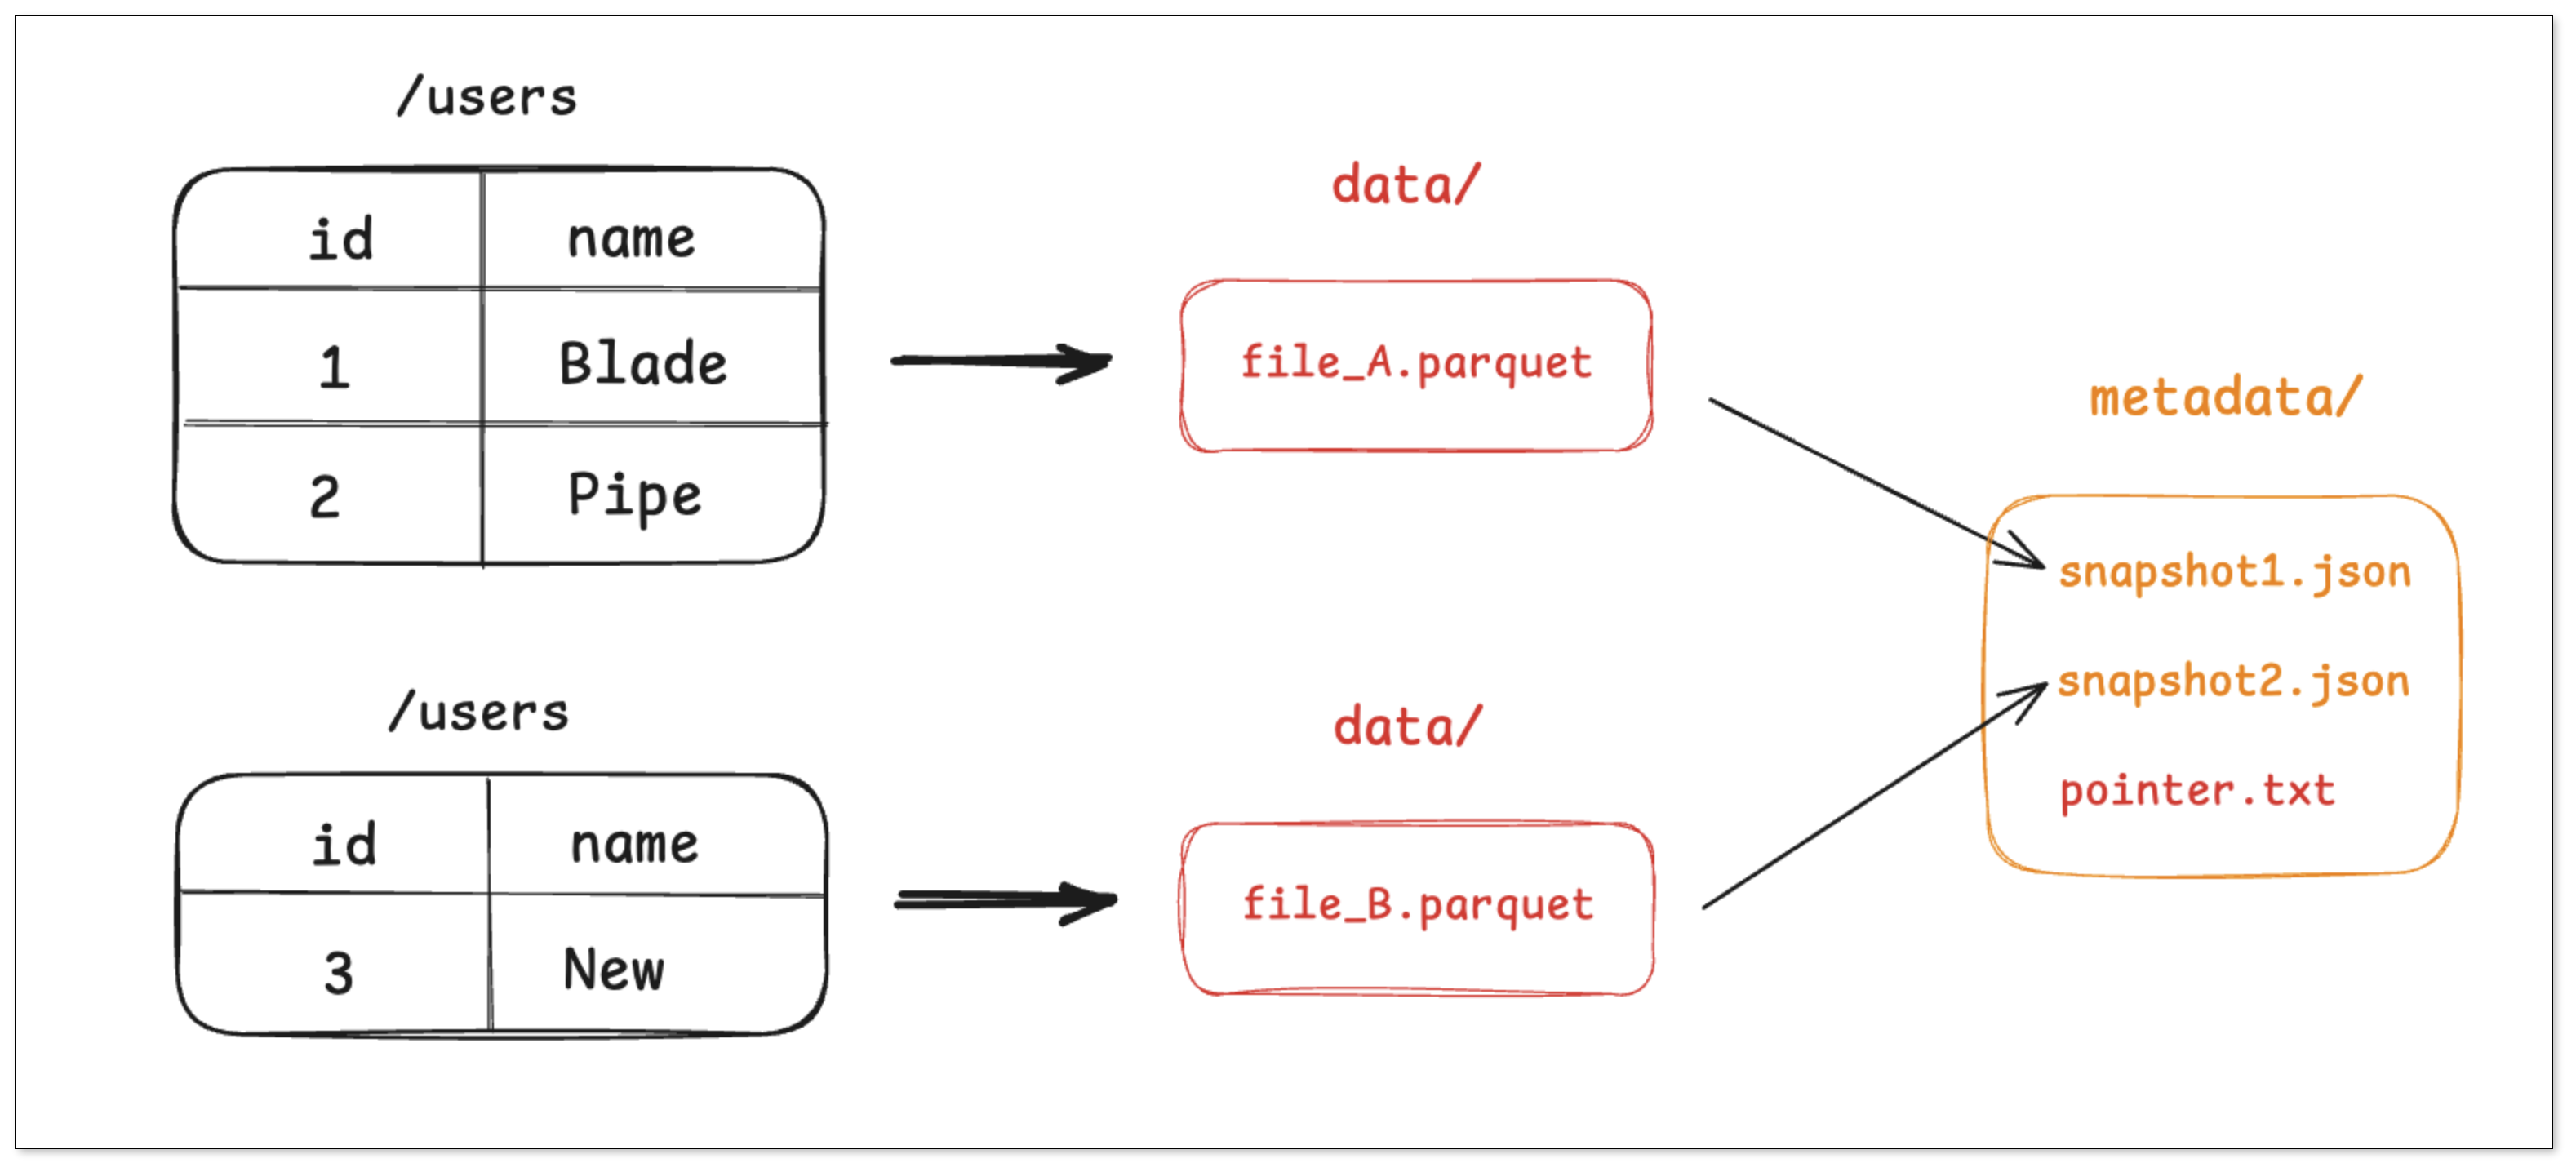 /users
id name
1 Blade
2 Pipe
data/
file_A.parquet
/users
id name
3 New
data/
file_B.parquet
metadata/
snapshot1.json
snapshot2.json
pointer.txt